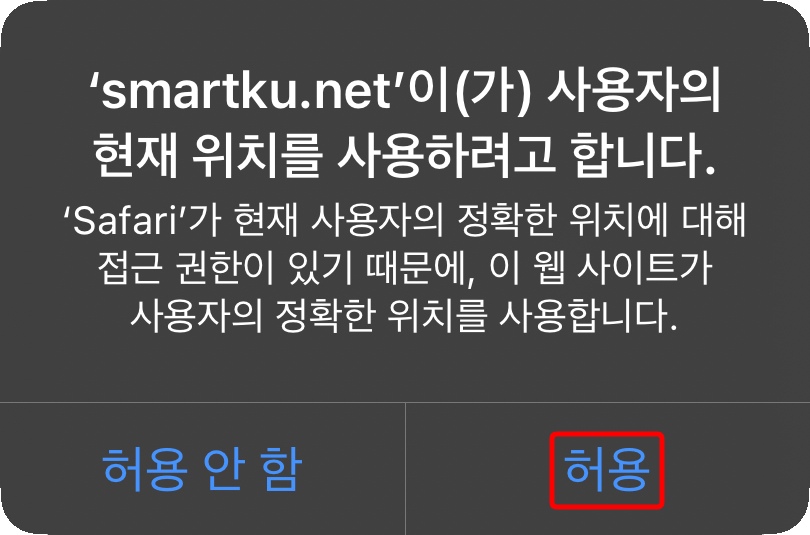 ‘smartku.net’이(가) 사용자의
현재 위치를 사용하려고 합니다.
‘Safari’가 현재 사용자의 정확한 위치에 대해
접근 권한이 있기 때문에, 이 웹 사이트가
사용자의 정확한 위치를 사용합니다.
허용 안 함
허용